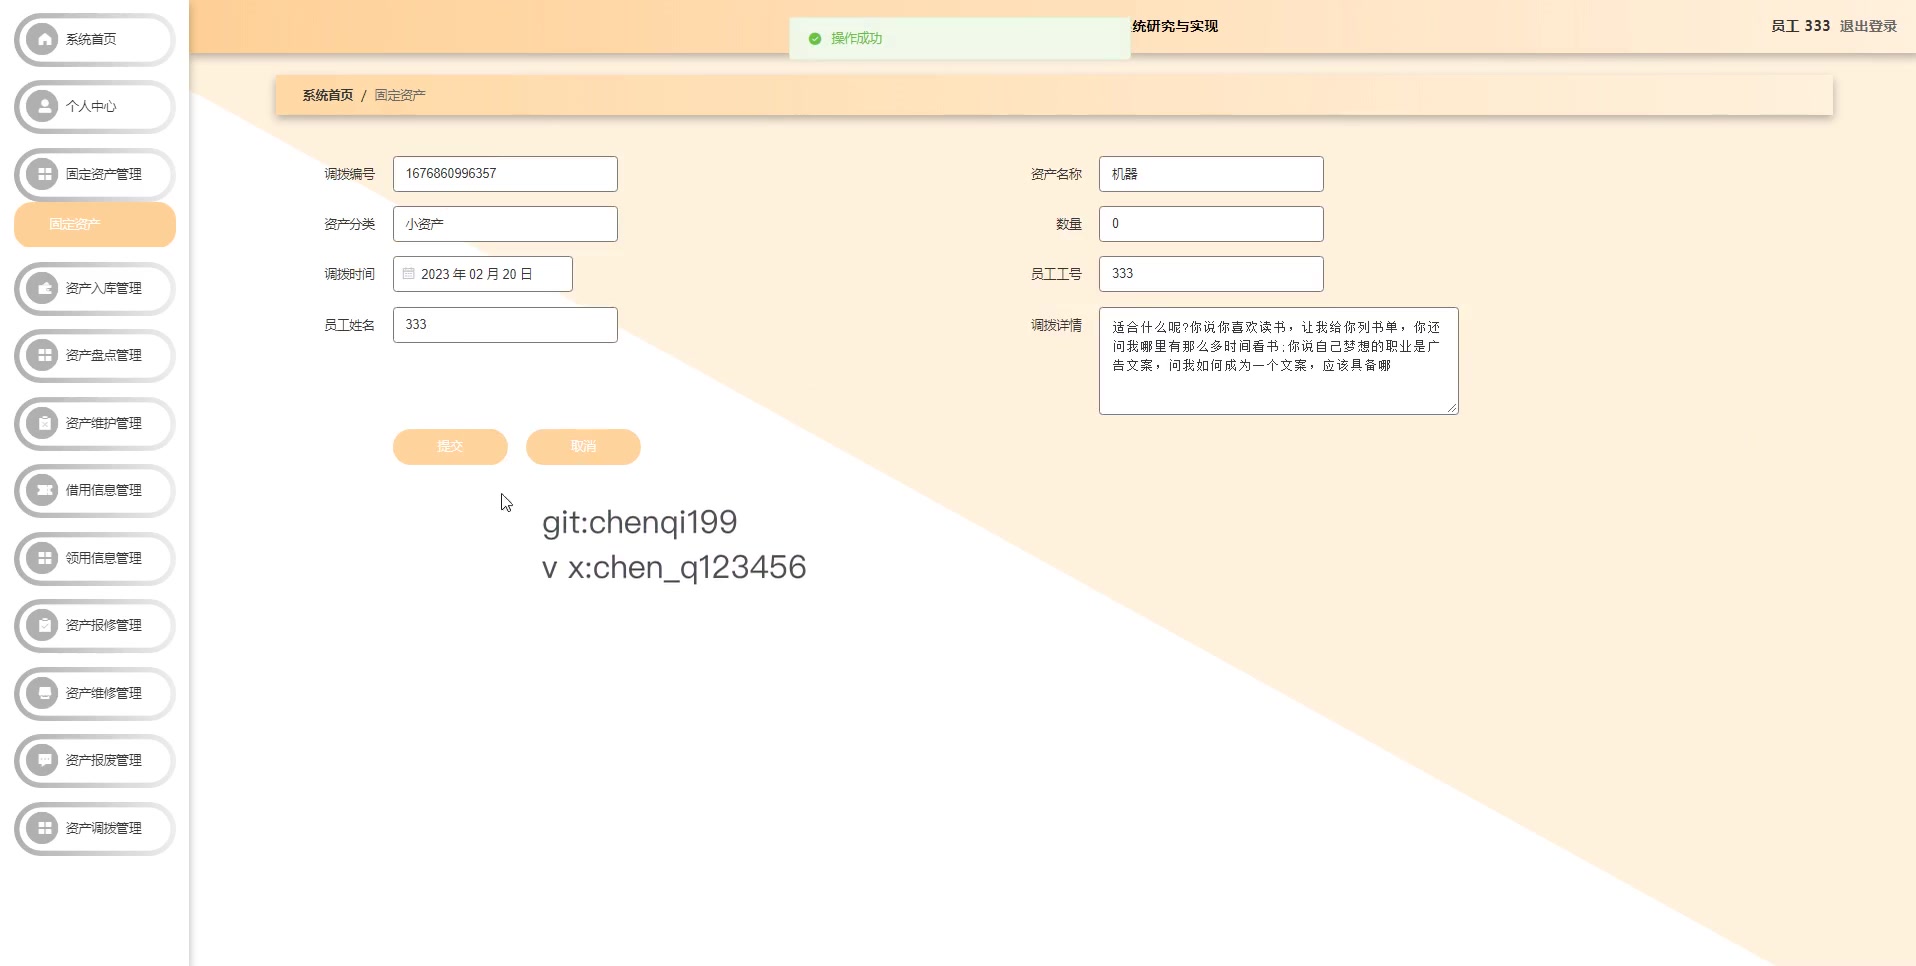 系统首页
个人中心
固定资产管理
固定资产
资产入库管理
资产盘点管理
资产维护管理
借用信息管理
领用信息管理
资产报修管理
资产维修管理
资产报废管理
资产调拨管理
操作成功
统研究与实现
员工 333 退出登录
系统首页 / 固定资产
调拨编号 1676860996357
资产名称 机器
资产分类 小资产
数量 0
调拨时间 2023 年 02 月 20 日
员工工号 333
员工姓名 333
调拨详情
适合什么呢?你说你喜欢读书，让我给你列书单，你还
问我哪里有那么多时间看书;你说自己梦想的职业是广
告文案，问我如何成为一个文案，应该具备哪
提交 取消
git:chenqi199
v x:chen_q123456